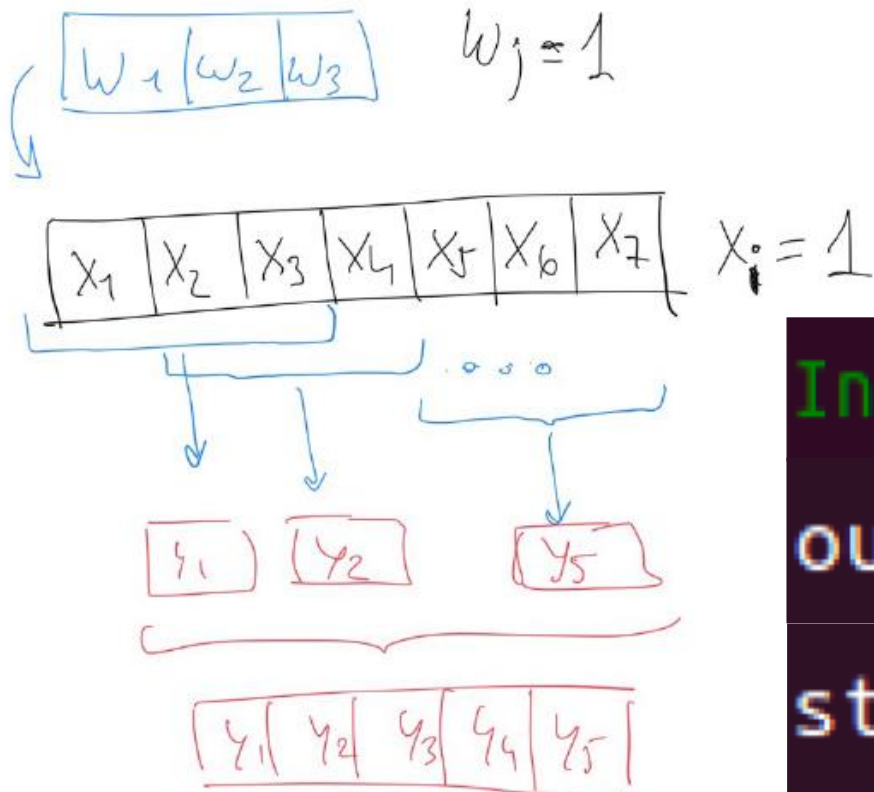 w1 w2 w3 wj = 1
x1 x2 x3 x4 x5 x6 x7 xi = 1
In
....
ou
y1 y2 y5
st
y1 y2 y3 y4 y5